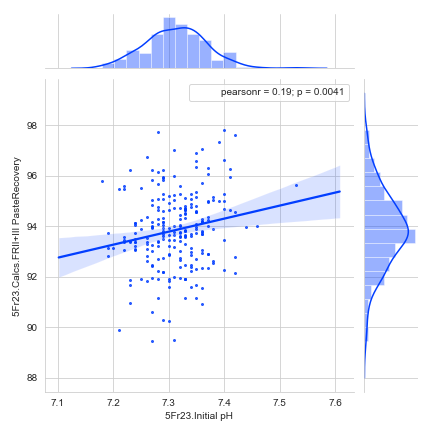 pearsonr = 0.19; p = 0.0041
98
96
94
92
90
88
5Fr23.Calcs.FRII+III PasteRecovery
7.1 7.2 7.3 7.4 7.5 7.6
5Fr23.Initial pH